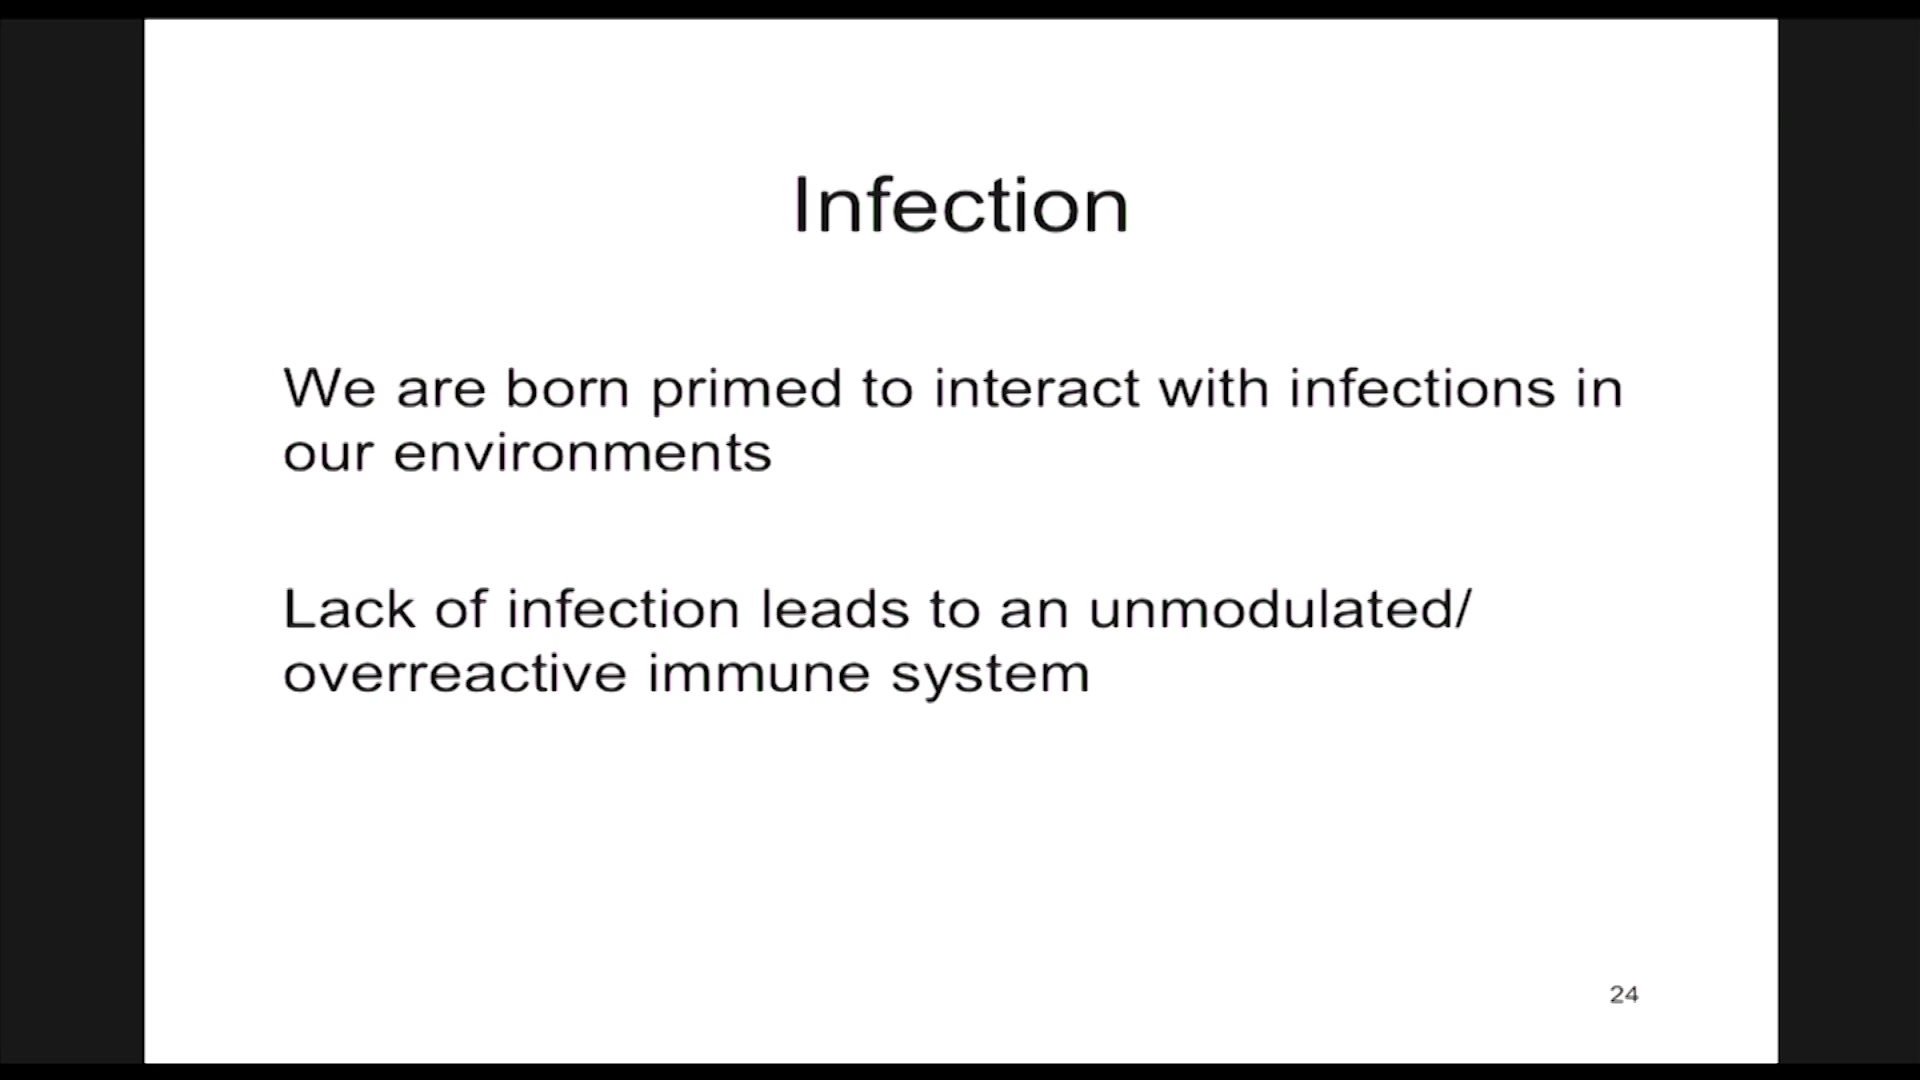 Infection
We are born primed to interact with infections in
our environments
Lack of infection leads to an unmodulated/
overreactive immune system
24